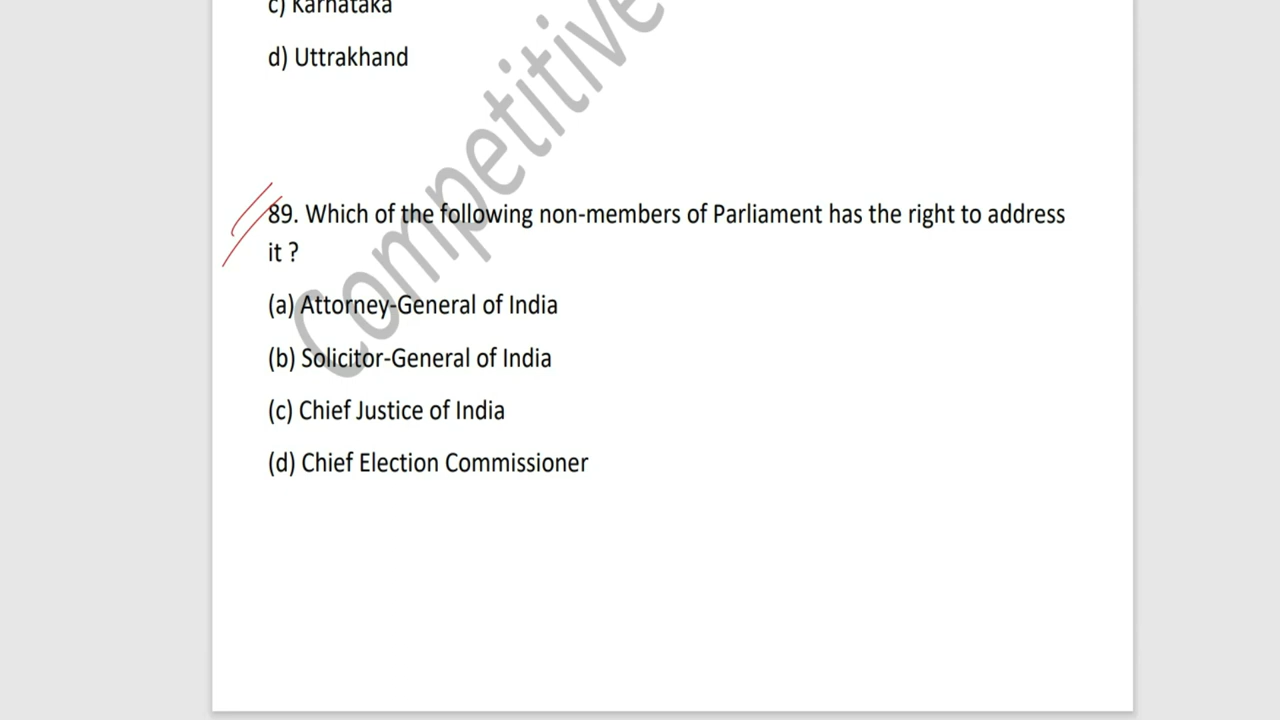 c) Karnataka
d) Uttrakhand
Competitive
89. Which of the following non-members of Parliament has the right to address
it ?
(a) Attorney-General of India
(b) Solicitor-General of India
(c) Chief Justice of India
(d) Chief Election Commissioner